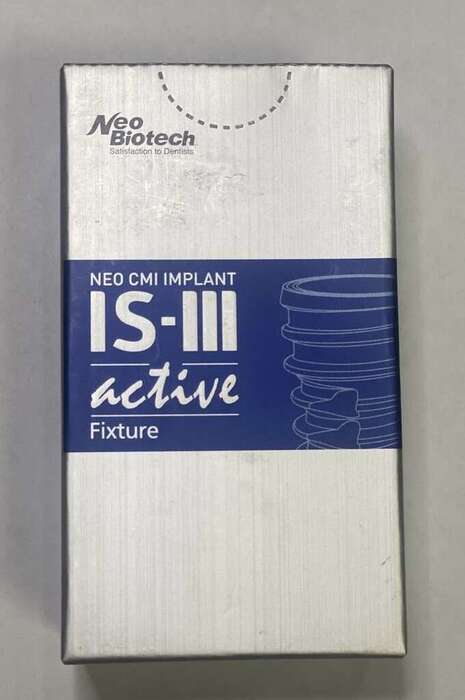 Neo
Biotech
Satisfaction to Dentists
NEO CMI IMPLANT
IS-III
active
Fixture